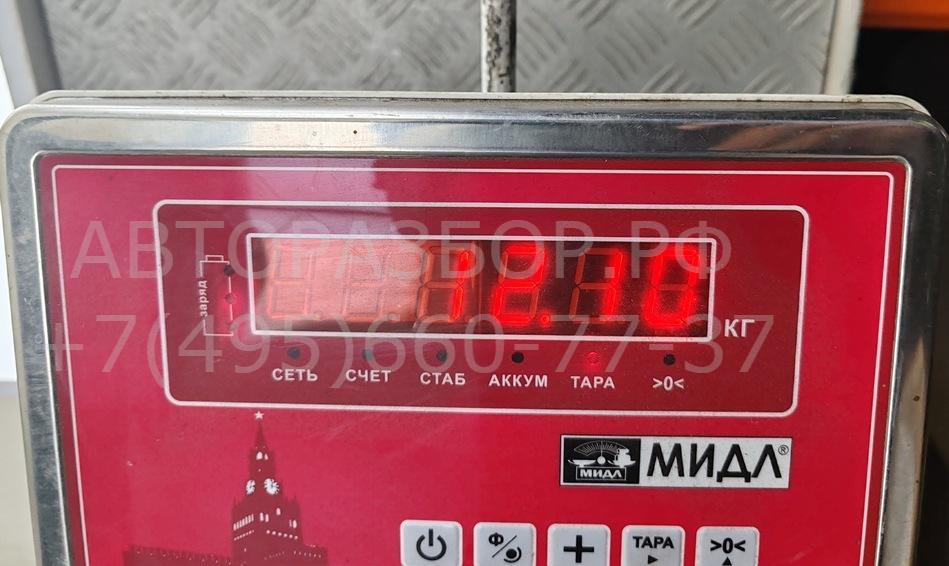 АВТОРАЗБОР.РФ
12.10
заряд
+7(495)660-77-37
КГ
СЕТЬ СЧЕТ СТАБ АККУМ ТАРА >0<
МИДЛ МИДЛ®
Ф ТАРА >0<